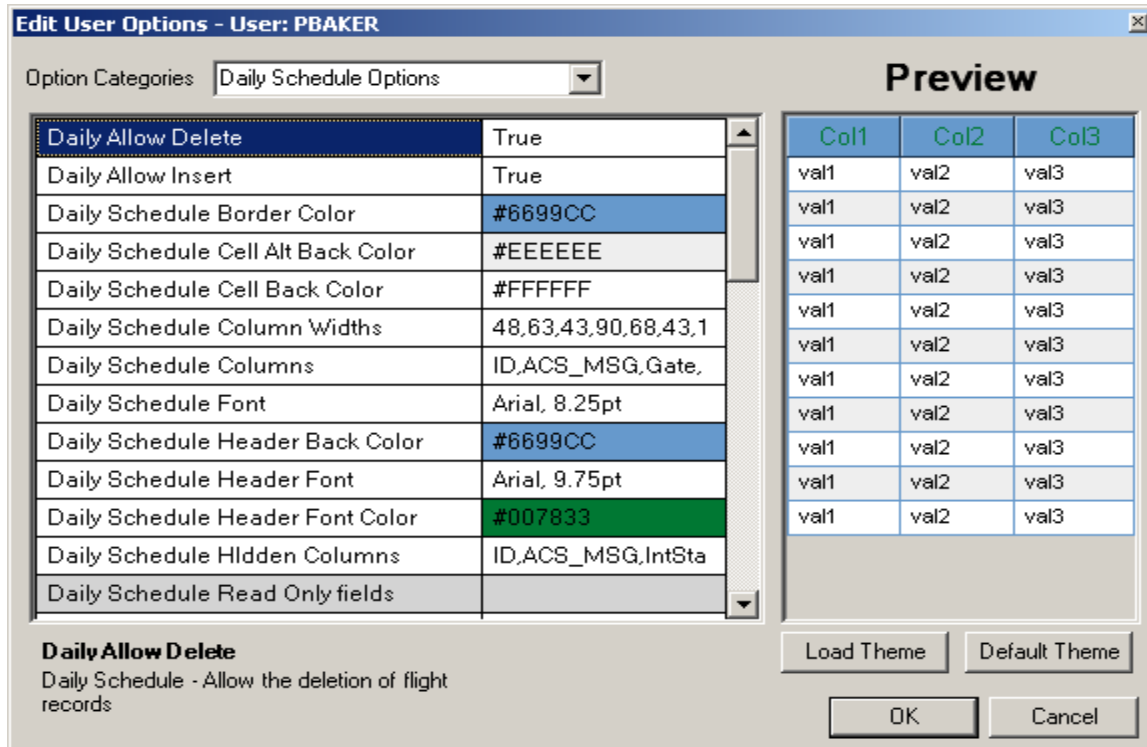 Edit User Options - User: PBAKER
Option Categories Daily Schedule Options
Preview
Daily Allow Delete True
Daily Allow Insert True
Daily Schedule Border Color #6699CC
Daily Schedule Cell Alt Back Color #EEEEEE
Daily Schedule Cell Back Color #FFFFFF
Daily Schedule Column Widths 48,63,43,90,68,43,1
Daily Schedule Columns ID,ACS_MSG,Gate,
Daily Schedule Font Arial, 8.25pt
Daily Schedule Header Back Color #6699CC
Daily Schedule Header Font Arial, 9.75pt
Daily Schedule Header Font Color #007833
Daily Schedule HIdden Columns ID,ACS_MSG,IntSta
Daily Schedule Read Only fields
Col1 Col2 Col3
val1 val2 val3
val1 val2 val3
val1 val2 val3
val1 val2 val3
val1 val2 val3
val1 val2 val3
val1 val2 val3
val1 val2 val3
val1 val2 val3
val1 val2 val3
val1 val2 val3
Daily Allow Delete
Daily Schedule - Allow the deletion of flight
records
Load Theme Default Theme
OK Cancel